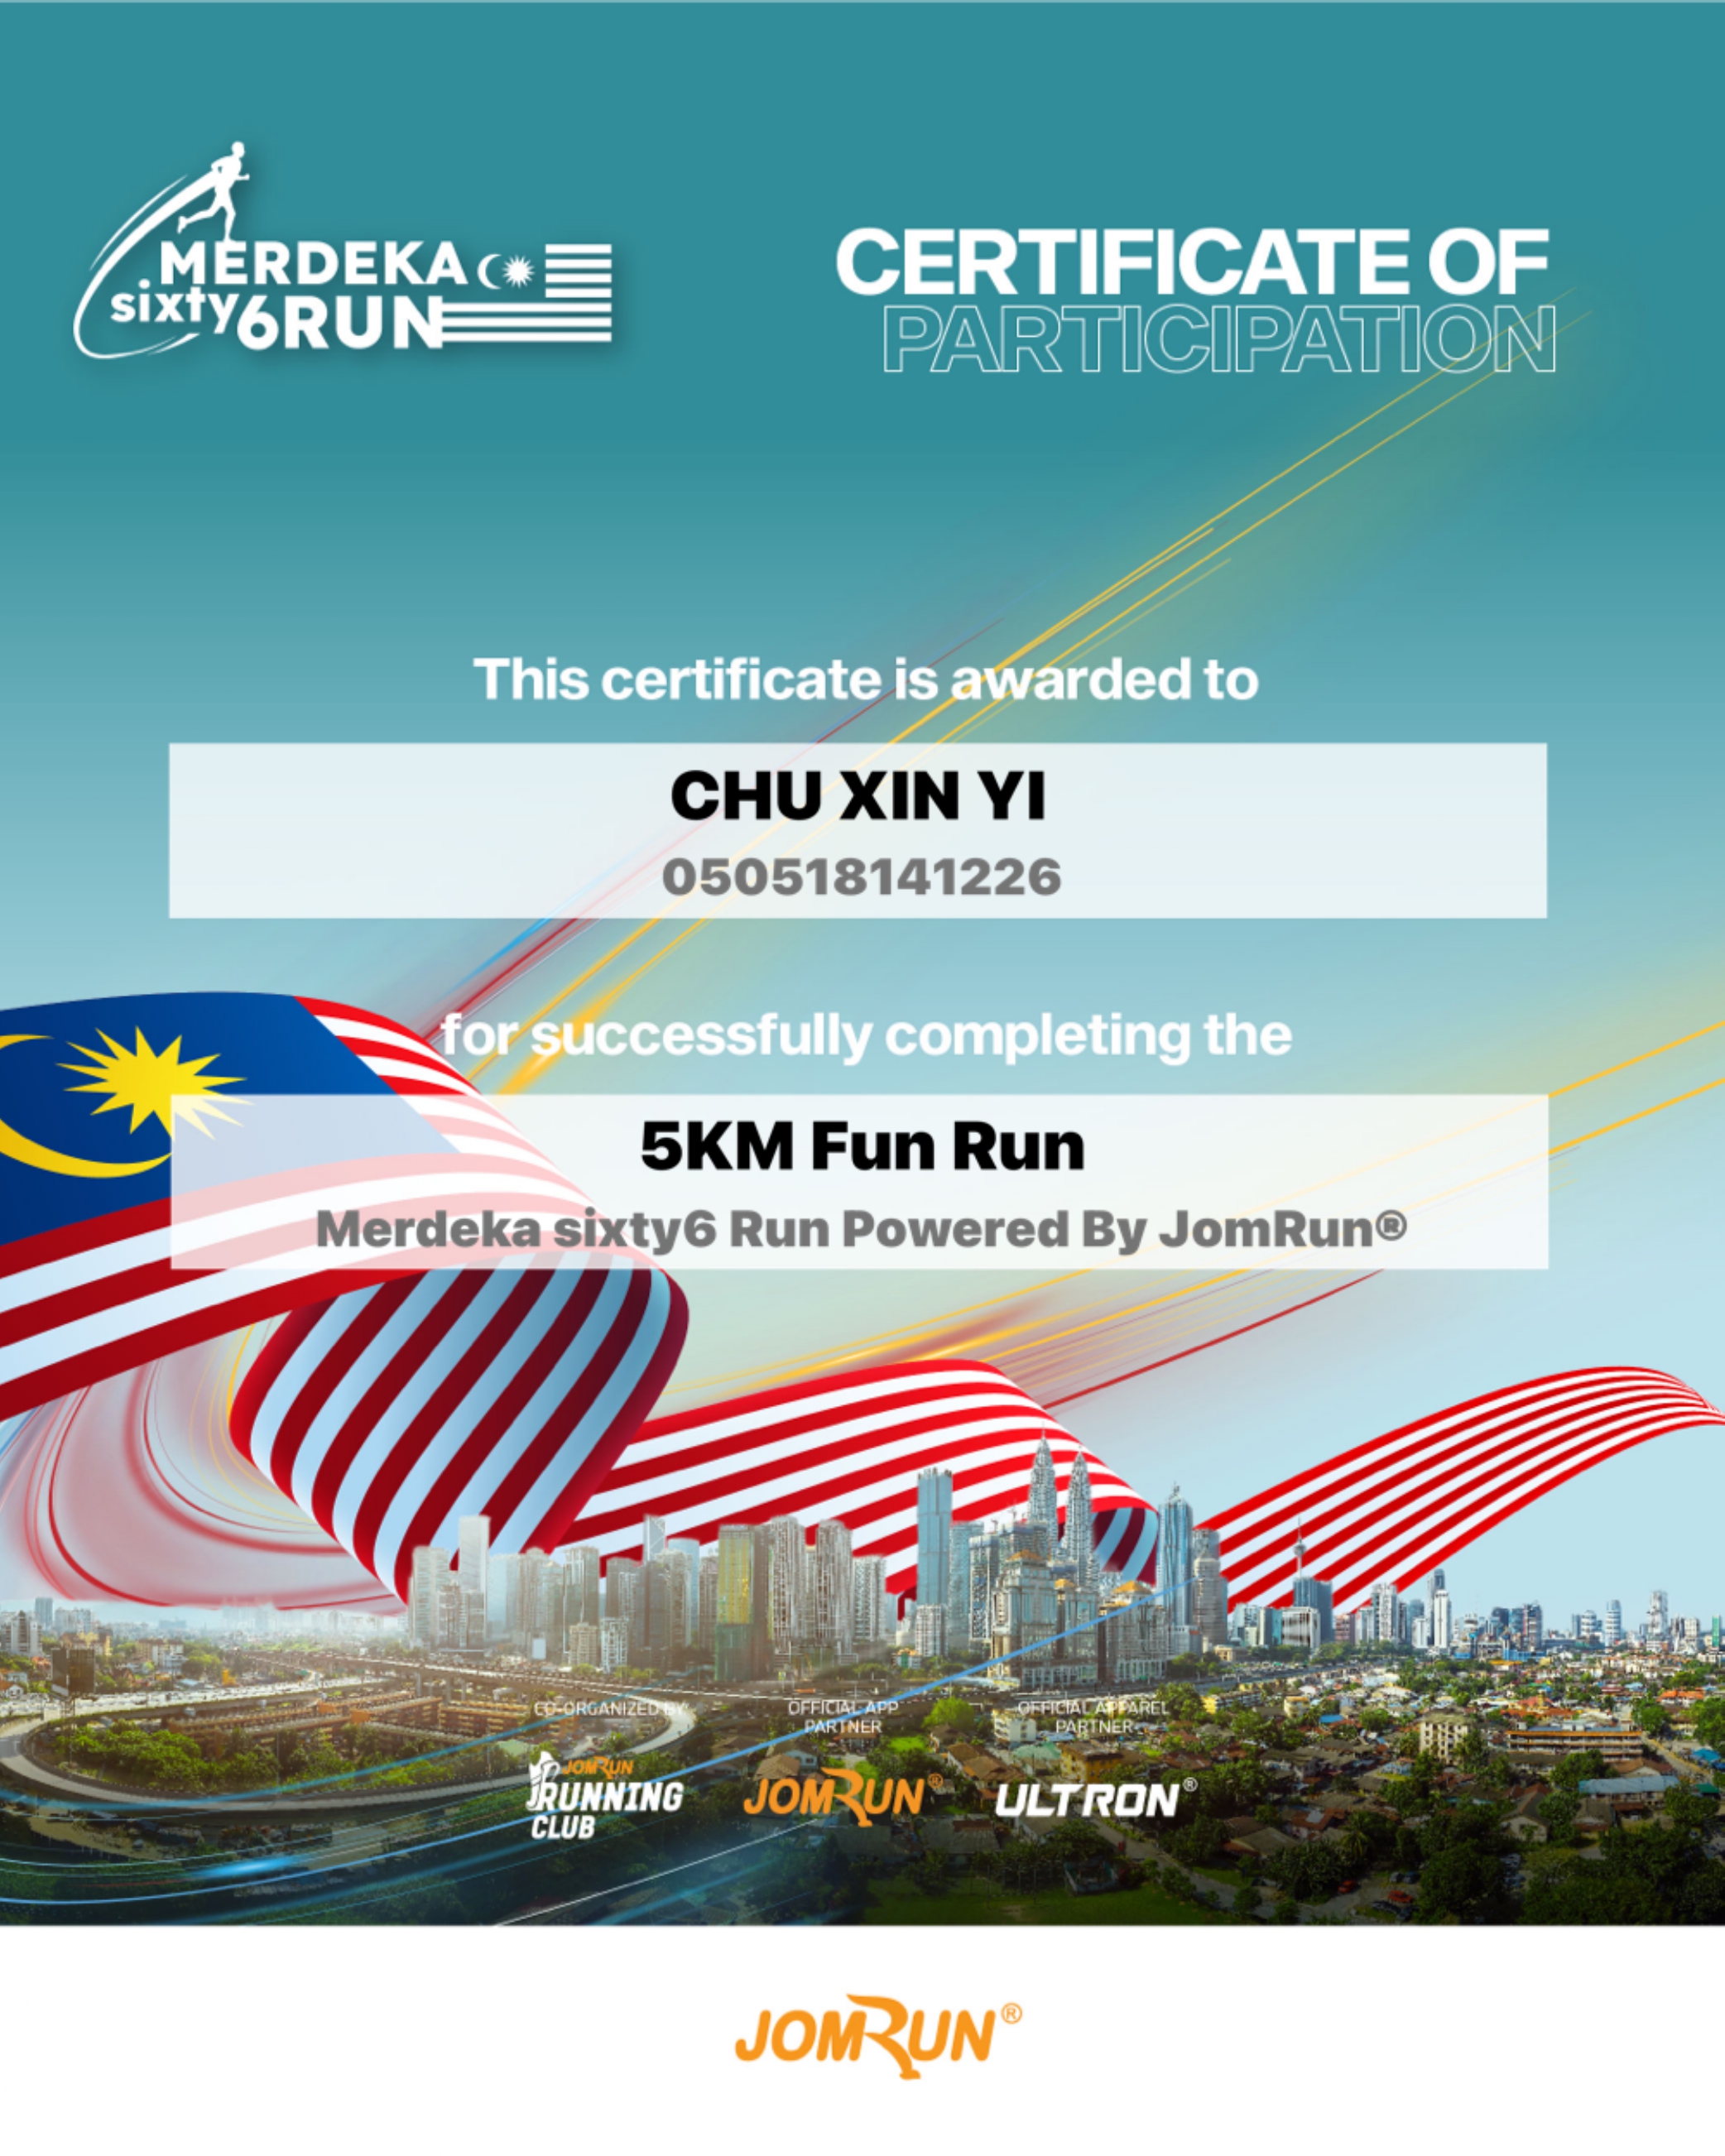 MERDEKA
sixty6RUN
CERTIFICATE OF
PARTICIPATION
This certificate is awarded to
CHU XIN YI
050518141226
for successfully completing the
5KM Fun Run
Merdeka sixty6 Run Powered By JomRun®
CO-ORGANIZED BY
JOMRUN
RUNNING
CLUB
OFFICIAL APP
PARTNER
JOMRUN®
OFFICIAL APPAREL
PARTNER
ULTRON®
JOMRUN®